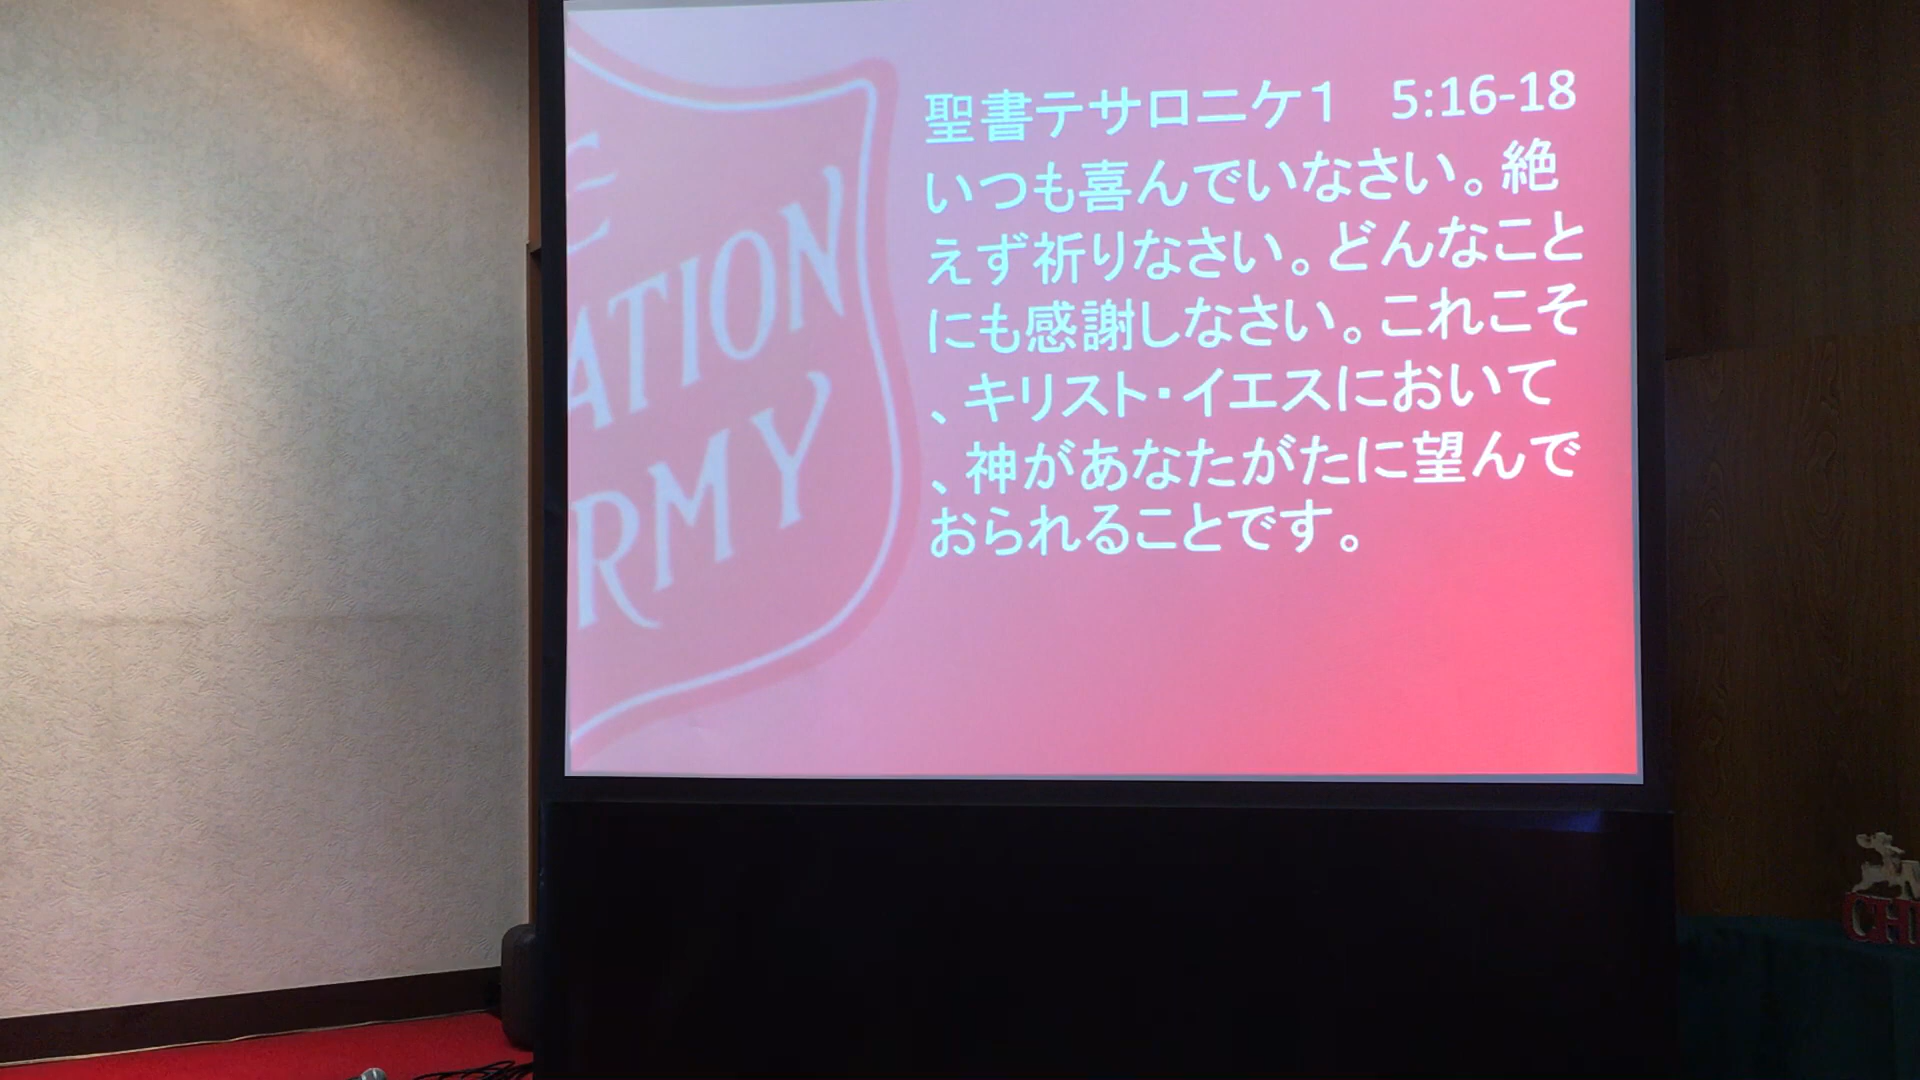 聖書テサロニケ１　5:16-18
いつも喜んでいなさい。絶
えず祈りなさい。どんなこと
にも感謝しなさい。これこそ
、キリスト・イエスにおいて
、神があなたがたに望んで
おられることです。
E
ATION
RMY
CH